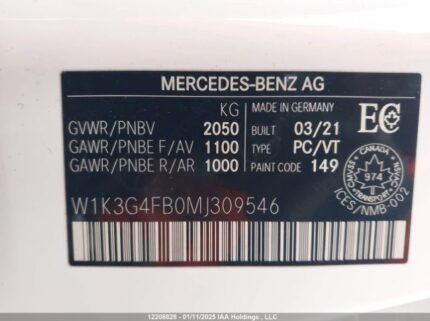 MERCEDES-BENZ AG
KG MADE IN GERMANY
GVWR/PNBV 2050 BUILT 03/21
GAWR/PNBE F/AV 1100 TYPE PC/VT
GAWR/PNBE R/AR 1000 PAINT CODE 149
EC
CANADA
974
TRANSPORT
ICES/NMB-002
W1K3G4FB0MJ309546
12208828 - 01/11/2025 IAA Holdings, LLC